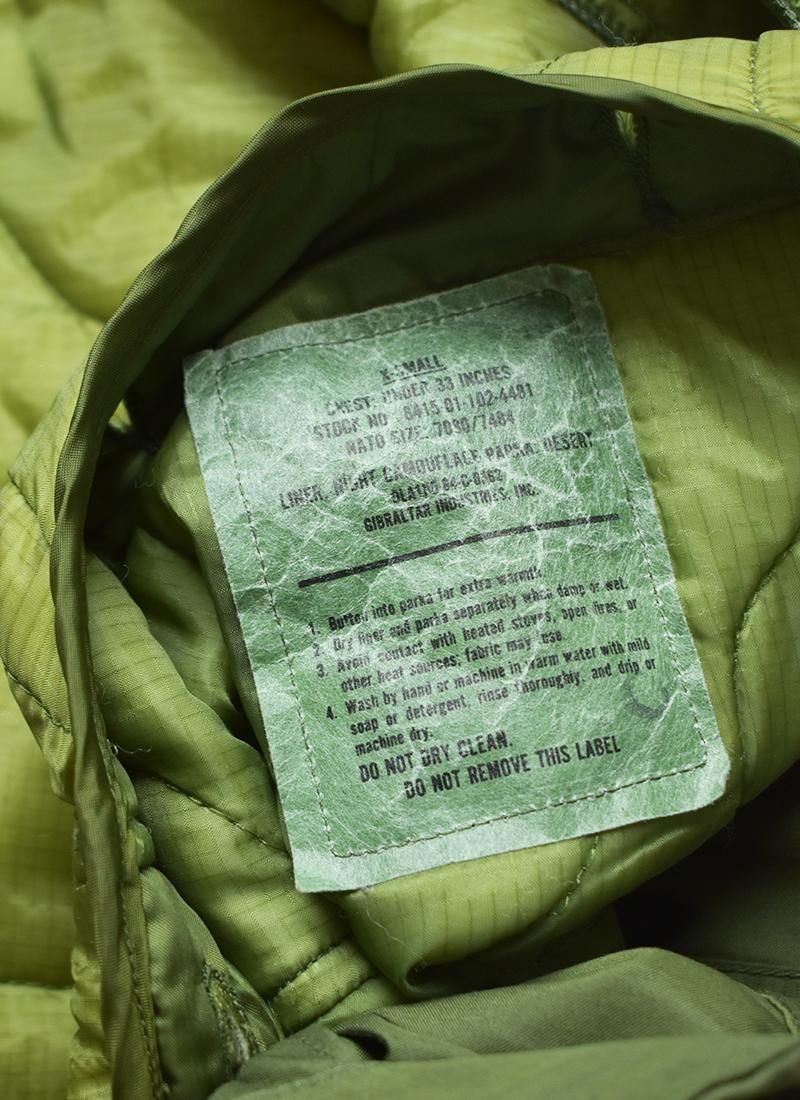 X-SMALL
CHEST: UNDER 33 INCHES
STOCK NO. 8415-01-102-4481
NATO SIZE: 7080/7484
LINER, NIGHT CAMOUFLAGE PARKA, DESERT
GIBRALTAR INDUSTRIES, INC.
1. Button into parka for extra warmth.
2. Dry liner and parka separately when damp or wet.
3. Avoid contact with heated stoves, open fires, or
other heat sources; fabric may fuse.
4. Wash by hand or machine in warm water with mild
soap or detergent, rinse thoroughly, and drip or
machine dry.
DO NOT DRY CLEAN.
DO NOT REMOVE THIS LABEL